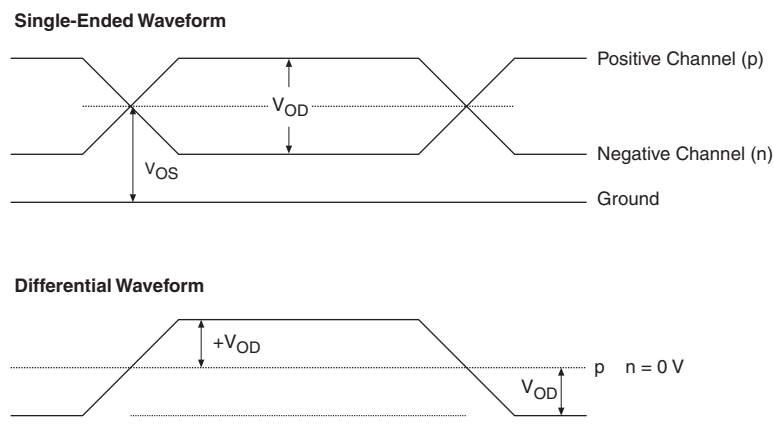 Single-Ended Waveform
Positive Channel (p)
VOD
Negative Channel (n)
VOS
Ground
Differential Waveform
+VOD
p n = 0 V
VOD